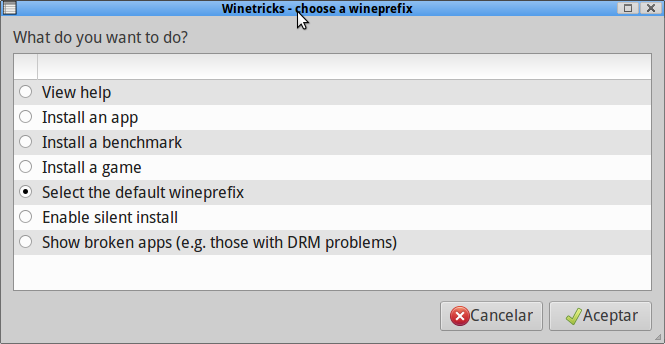 Winetricks - choose a wineprefix
What do you want to do?
View help
Install an app
Install a benchmark
Install a game
Select the default wineprefix
Enable silent install
Show broken apps (e.g. those with DRM problems)
Cancelar
Aceptar